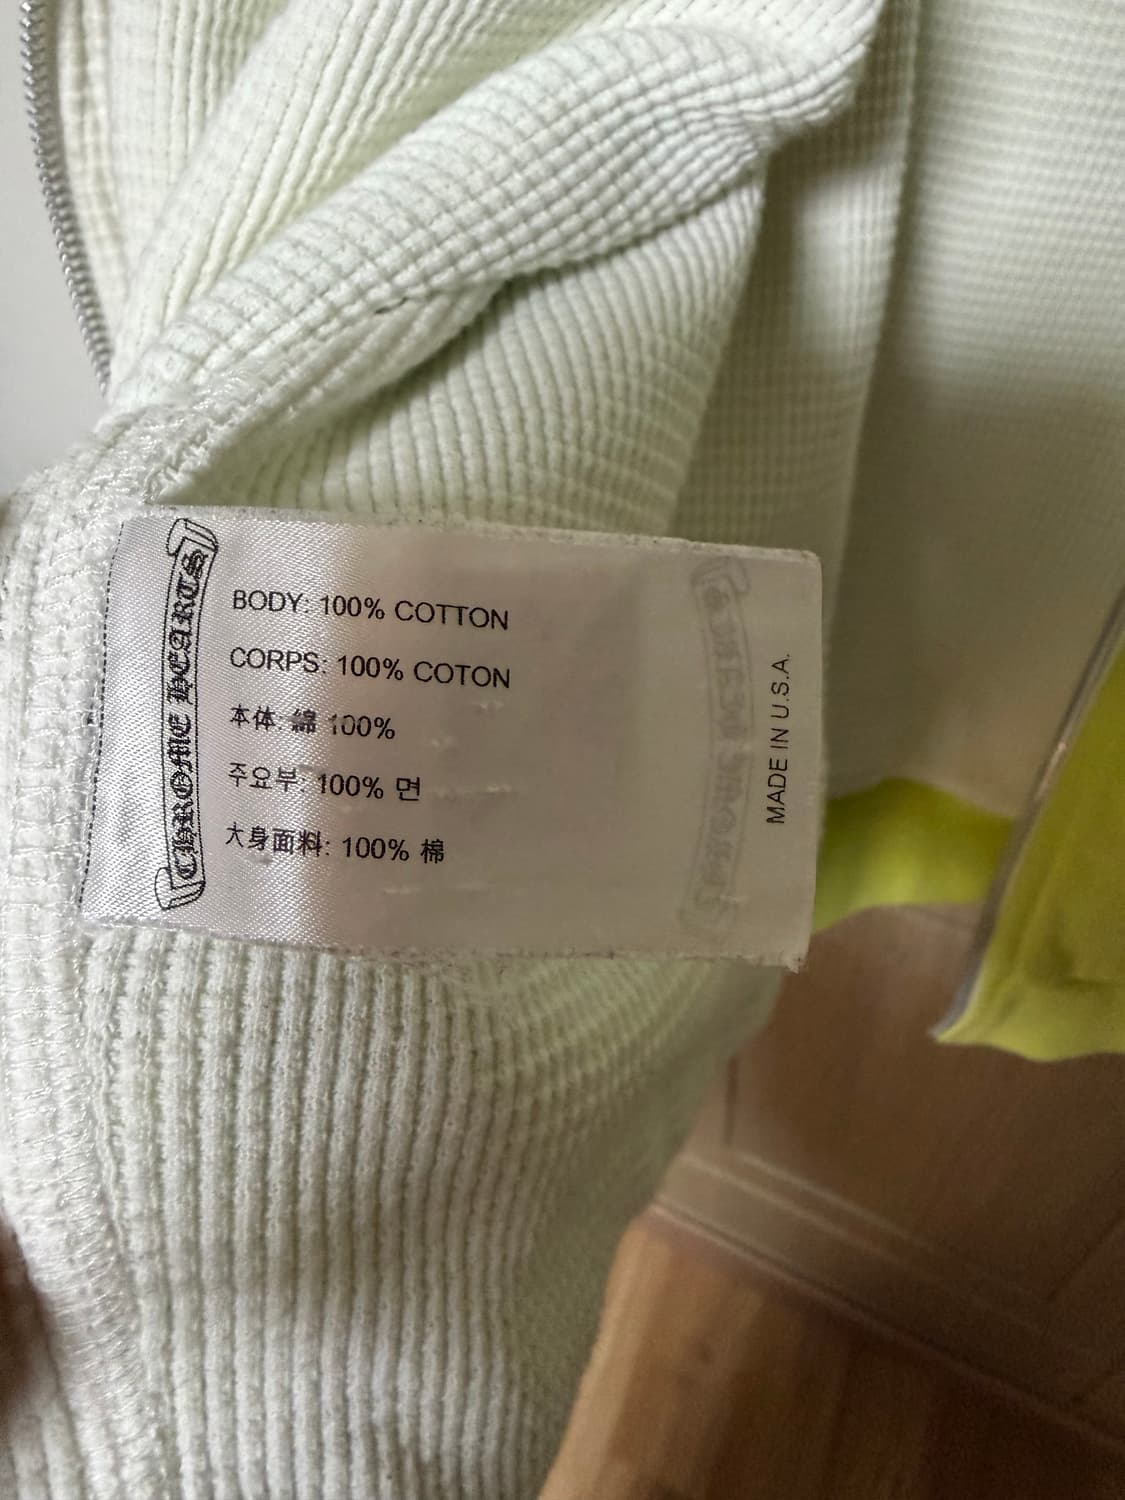 CHROME HEARTS
BODY: 100% COTTON
CORPS: 100% COTON
本体: 綿 100%
주요부: 100% 면
大身面料: 100% 棉
MADE IN U.S.A.